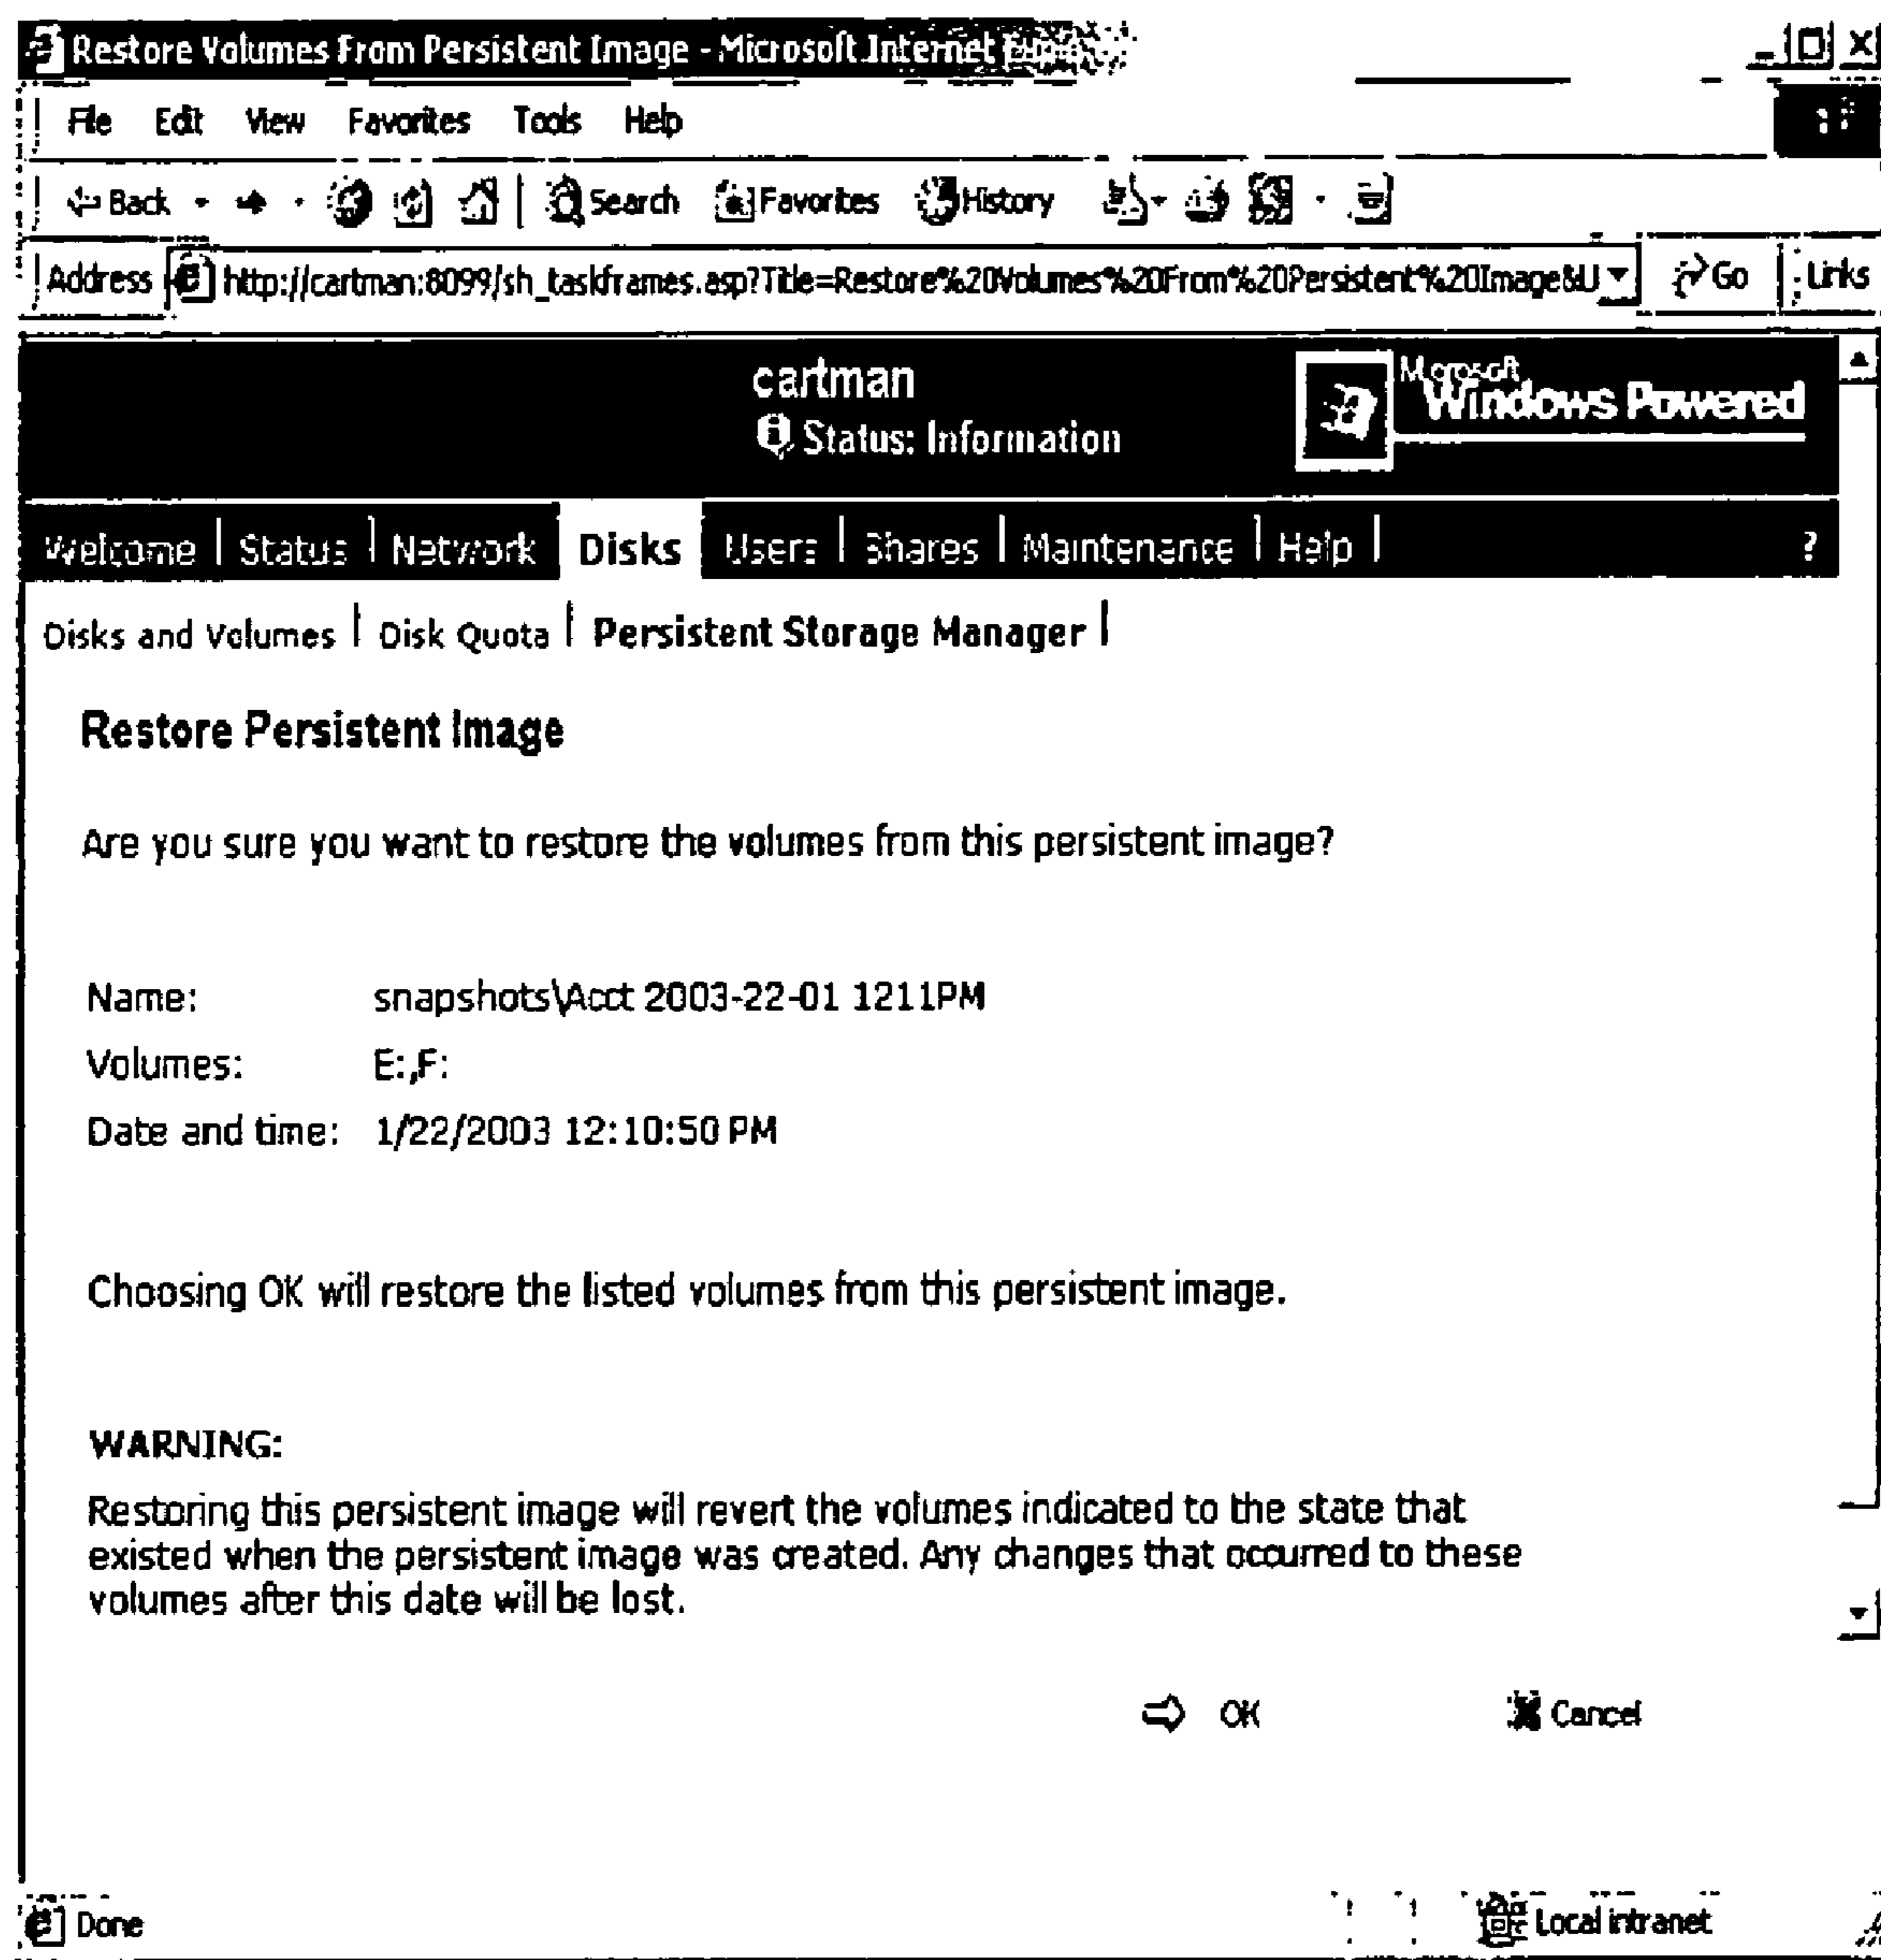 Restore Volumes From Persistent Image - Microsoft Internet
File Edit View Favorites Tools Help
Back Search Favorites History
Address http://cartman:8099/sh_taskframes.asp?Title=Restore%20Volumes%20From%20Persistent%20Image&U Go Links
cartman
Status: Information
Microsoft
Windows Powered
Welcome | Status | Network | Disks | Users | Shares | Maintenance | Help | ?
Disks and Volumes | Disk Quota | Persistent Storage Manager |
Restore Persistent Image
Are you sure you want to restore the volumes from this persistent image?
Name: snapshots\Acct 2003-22-01 1211PM
Volumes: E:,F:
Date and time: 1/22/2003 12:10:50 PM
Choosing OK will restore the listed volumes from this persistent image.
WARNING:
Restoring this persistent image will revert the volumes indicated to the state that
existed when the persistent image was created. Any changes that occurred to these
volumes after this date will be lost.
OK Cancel
Done Local intranet